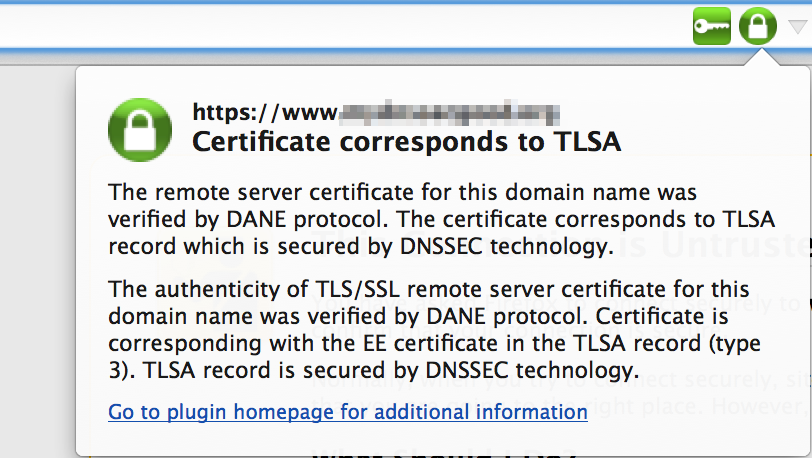 https://www.
Certificate corresponds to TLSA
The remote server certificate for this domain name was
verified by DANE protocol. The certificate corresponds to TLSA
record which is secured by DNSSEC technology.
The authenticity of TLS/SSL remote server certificate for this
domain name was verified by DANE protocol. Certificate is
corresponding with the EE certificate in the TLSA record (type
3). TLSA record is secured by DNSSEC technology.
Go to plugin homepage for additional information